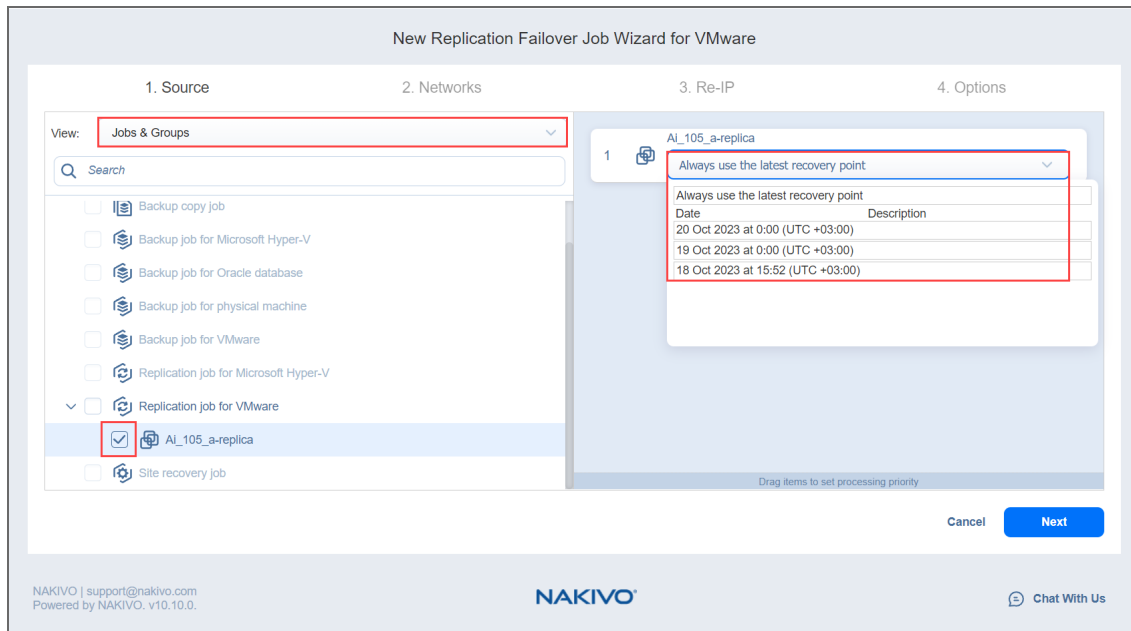 New Replication Failover Job Wizard for VMware
1. Source 2. Networks 3. Re-IP 4. Options
View: Jobs & Groups
Search
Backup copy job
Backup job for Microsoft Hyper-V
Backup job for Oracle database
Backup job for physical machine
Backup job for VMware
Replication job for Microsoft Hyper-V
Replication job for VMware
Ai_105_a-replica
Site recovery job
1 Ai_105_a-replica
Always use the latest recovery point
Always use the latest recovery point
Date Description
20 Oct 2023 at 0:00 (UTC +03:00)
19 Oct 2023 at 0:00 (UTC +03:00)
18 Oct 2023 at 15:52 (UTC +03:00)
Drag items to set processing priority
Cancel Next
NAKIVO | support@nakivo.com
Powered by NAKIVO. v10.10.0.
NAKIVO
Chat With Us